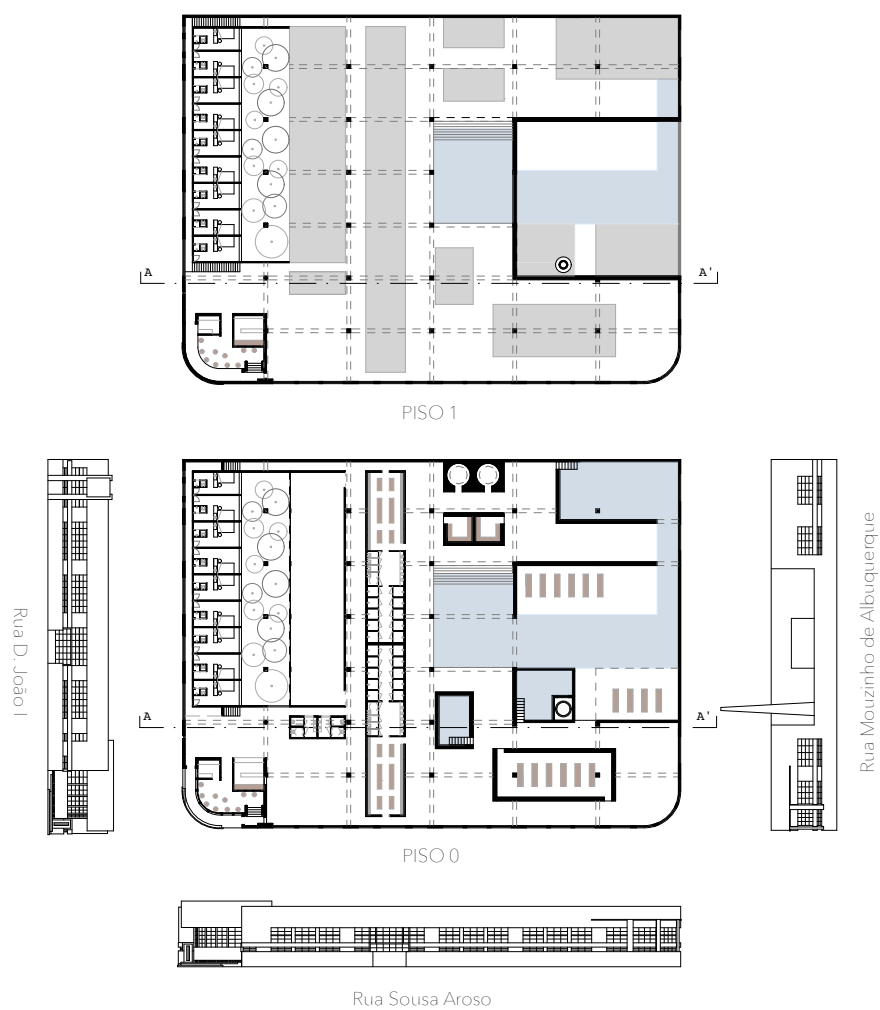 A A'
PISO 1
Rua D. João I
A A'
Rua Mouzinho de Albuquerque
PISO 0
Rua Sousa Aroso